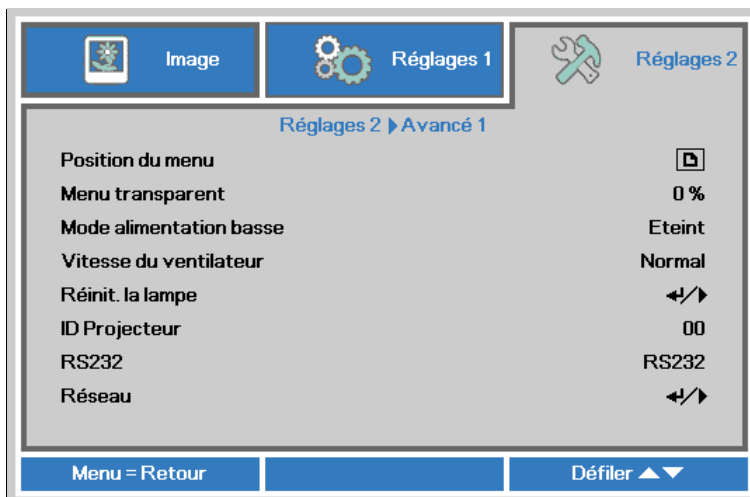 Image
Réglages 1
Réglages 2
Réglages 2 Avancé 1
Position du menu
Menu transparent 0 %
Mode alimentation basse Eteint
Vitesse du ventilateur Normal
Réinit. la lampe
ID Projecteur 00
RS232 RS232
Réseau
Menu = Retour
Défiler